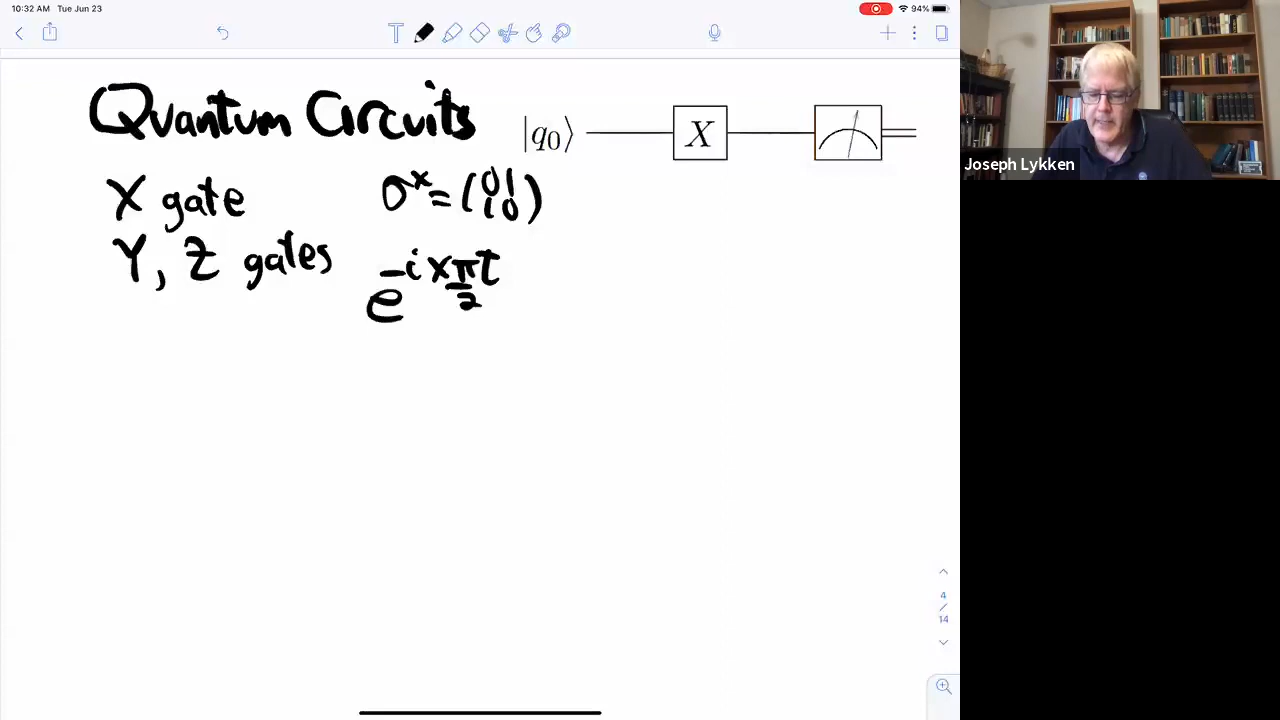 10:32 AM Tue Jun 23
94%
Quantum Circuits
|q₀⟩ X
X gate σˣ = (0 1
1 0)
Y, Z gates
e^(-i X π/2 t)
Joseph Lykken
4
/
14
T